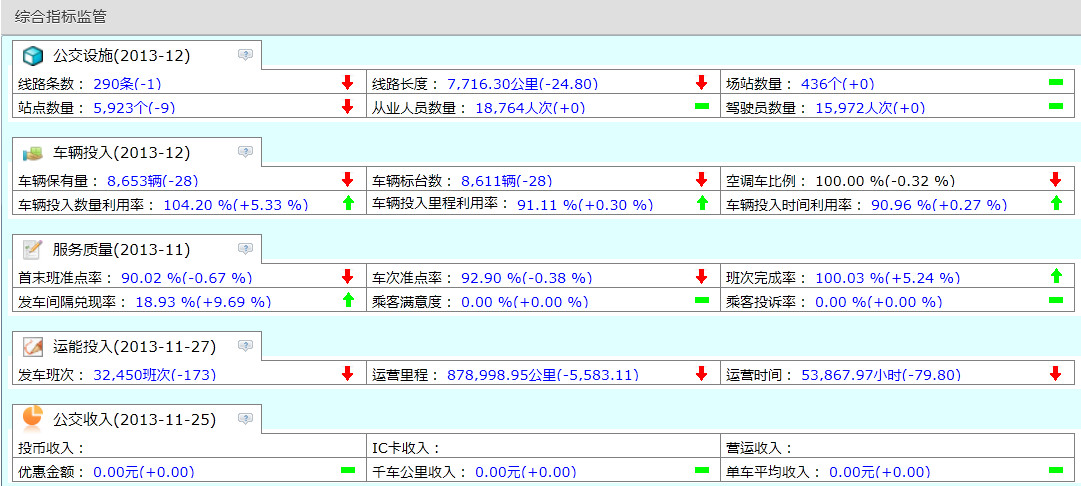 综合指标监管
公交设施(2013-12)
线路条数： 290条(-1) 线路长度： 7,716.30公里(-24.80) 场站数量： 436个(+0)
站点数量： 5,923个(-9) 从业人员数量： 18,764人次(+0) 驾驶员数量： 15,972人次(+0)
车辆投入(2013-12)
车辆保有量： 8,653辆(-28) 车辆标台数： 8,611辆(-28) 空调车比例： 100.00 %(-0.32 %)
车辆投入数量利用率： 104.20 %(+5.33 %) 车辆投入里程利用率： 91.11 %(+0.30 %) 车辆投入时间利用率： 90.96 %(+0.27 %)
服务质量(2013-11)
首末班准点率： 90.02 %(-0.67 %) 车次准点率： 92.90 %(-0.38 %) 班次完成率： 100.03 %(+5.24 %)
发车间隔兑现率： 18.93 %(+9.69 %) 乘客满意度： 0.00 %(+0.00 %) 乘客投诉率： 0.00 %(+0.00 %)
运能投入(2013-11-27)
发车班次： 32,450班次(-173) 运营里程： 878,998.95公里(-5,583.11) 运营时间： 53,867.97小时(-79.80)
公交收入(2013-11-25)
投币收入： IC卡收入： 营运收入：
优惠金额： 0.00元(+0.00) 千车公里收入： 0.00元(+0.00) 单车平均收入： 0.00元(+0.00)